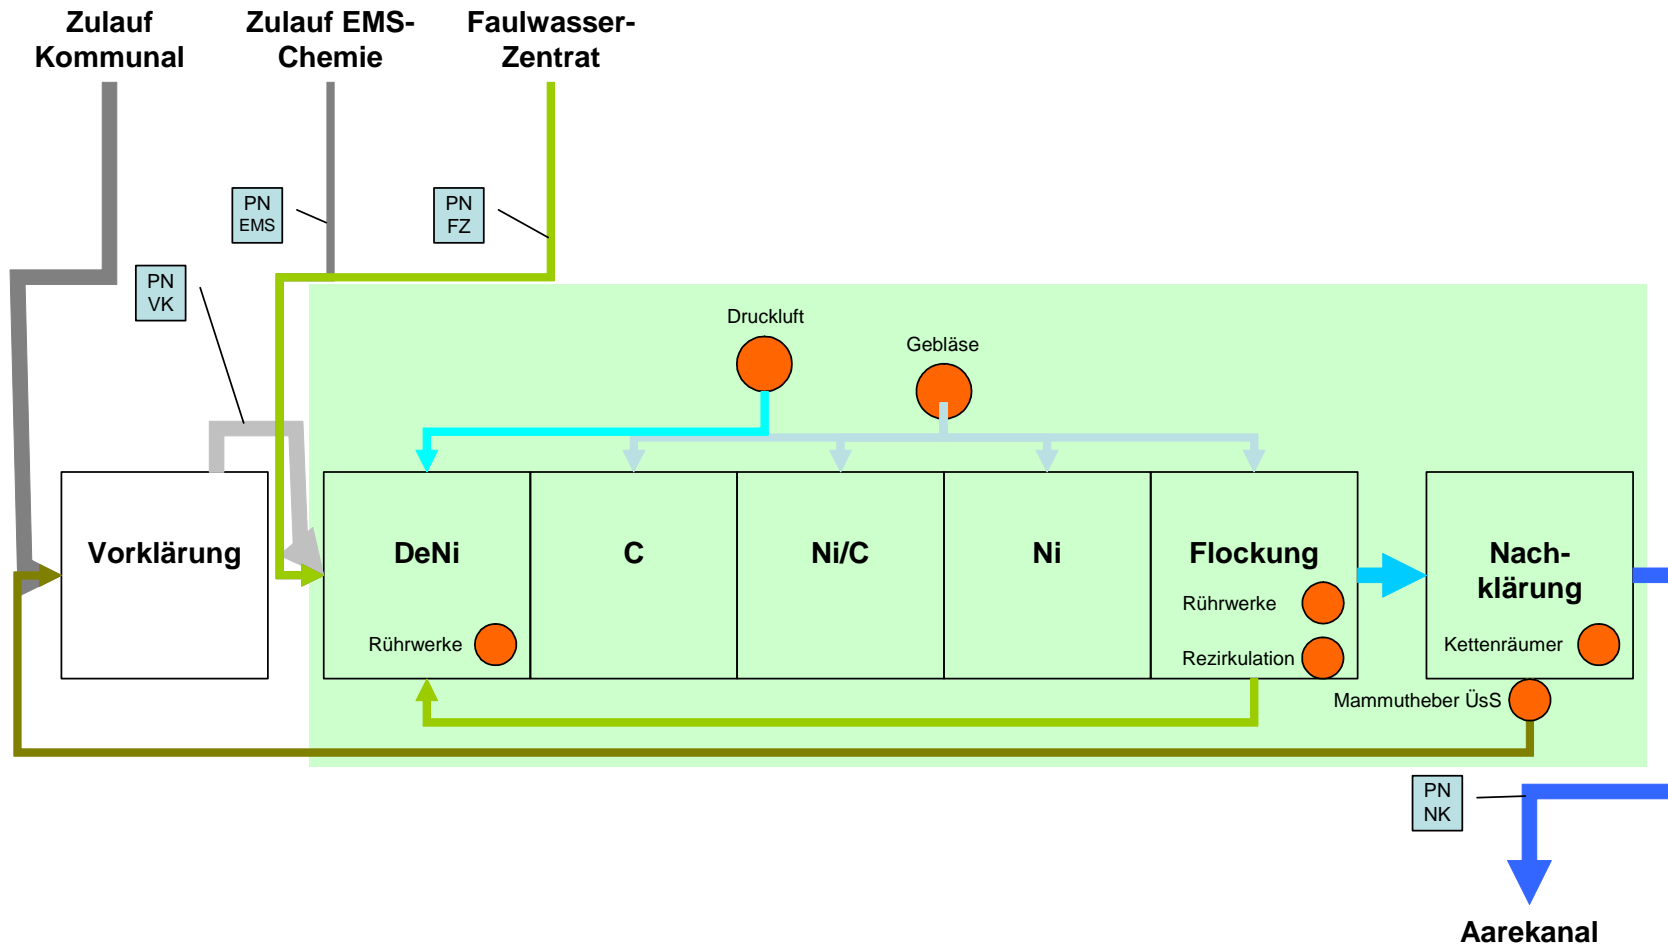 Zulauf
Kommunal
Zulauf EMS-
Chemie
Faulwasser-
Zentrat
PN
EMS
PN
FZ
PN
VK
Druckluft
Gebläse
Vorklärung
DeNi
C
Ni/C
Ni
Flockung
Nach-
klärung
Rührwerke
Rührwerke
Rezirkulation
Kettenräumer
Mammutheber ÜsS
PN
NK
Aarekanal